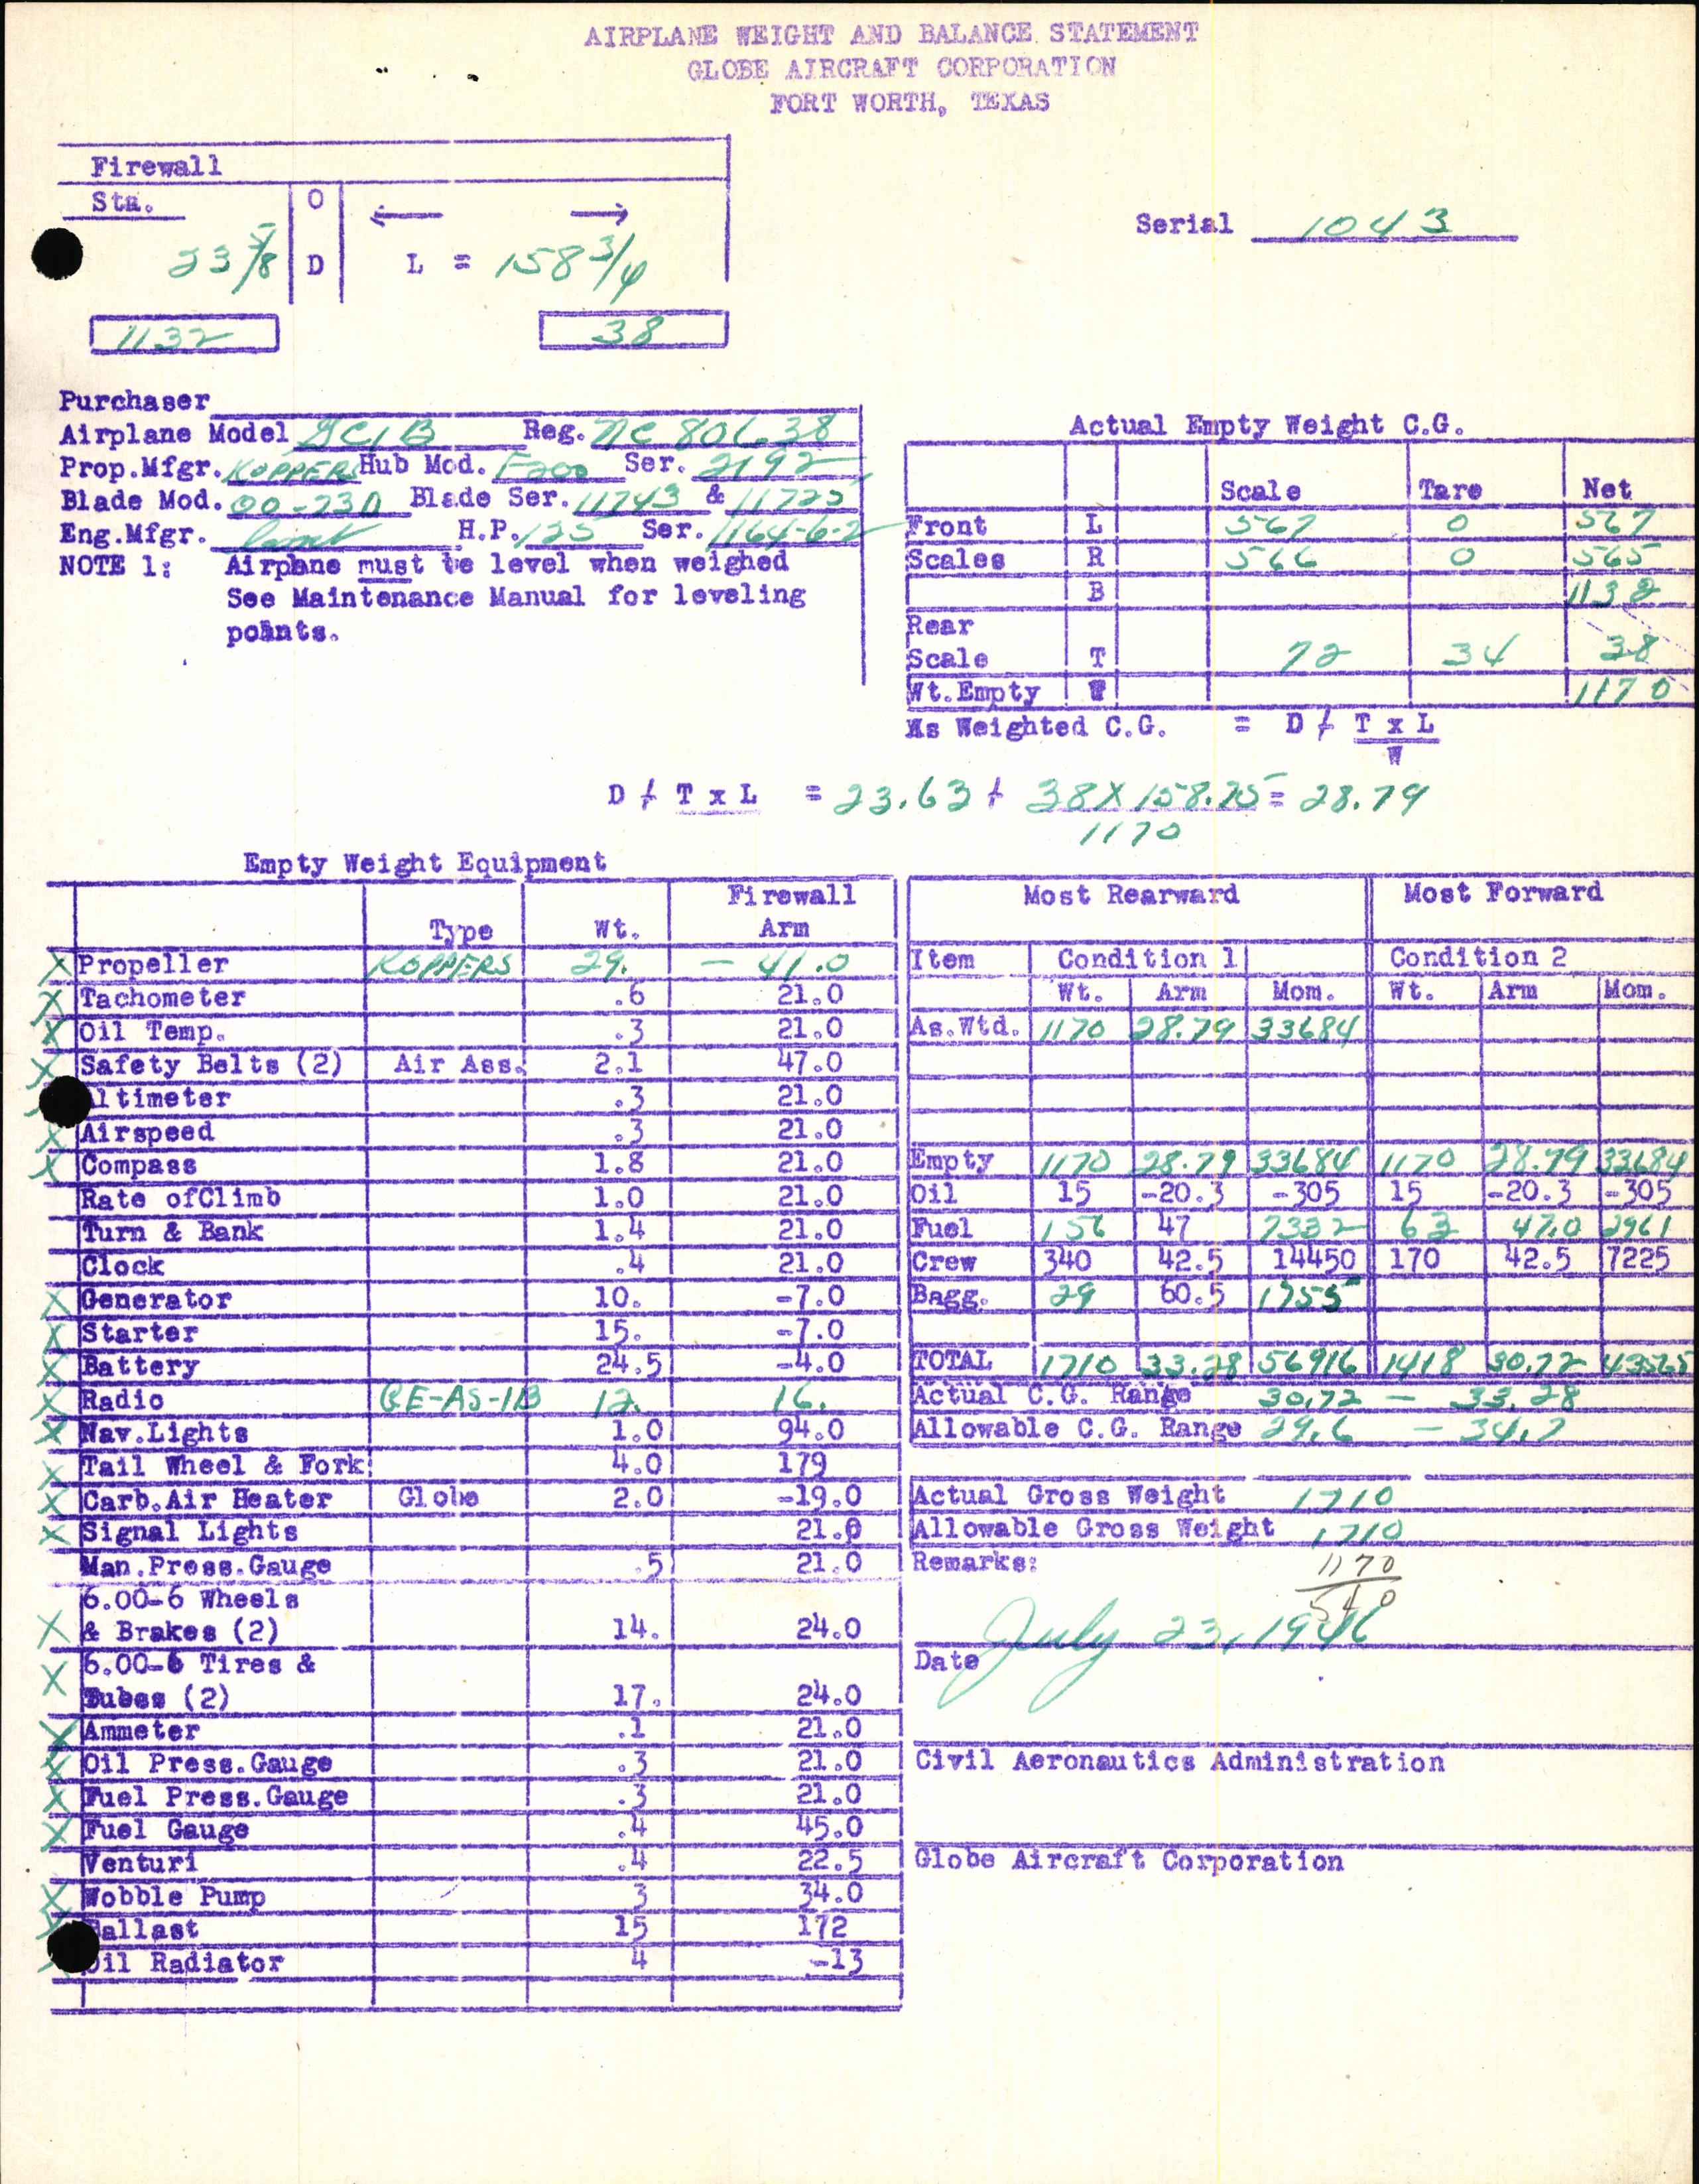 AIRPLANE WEIGHT AND BALANCE STATEMENT
GLOBE AIRCRAFT CORPORATION
FORT WORTH, TEXAS
Firewall
Sta. O ← →
23 5/8 D L = 158 3/4
1132 38
Serial 1043
Purchaser
Airplane Model GC1B Reg. NC 80638
Prop.Mfgr. KOPPERS Hub Mod. F200 Ser. 2192
Blade Mod. 00-73D Blade Ser. 11743 & 11725
Eng.Mfgr. Cont H.P. 125 Ser. 1164-6-2
NOTE 1: Airplane must be level when weighed
See Maintenance Manual for leveling
points.
Actual Empty Weight C.G.
Scale Tare Net
Front L 567 0 567
Scales R 566 0 565
B 1132
Rear
Scale T 72 34 38
Wt.Empty W 1170
As Weighted C.G. = D + T x L
W
D + T x L = 23.63 + 38 X 158.75 = 28.79
1170
Empty Weight Equipment
Type Wt. Firewall Arm
X Propeller KOPPERS 29. - 41.0
X Tachometer .6 21.0
X Oil Temp. .3 21.0
X Safety Belts (2) Air Ass. 2.1 47.0
ltimeter .3 21.0
X Airspeed .3 21.0
X Compass 1.8 21.0
Rate ofClimb 1.0 21.0
Turn & Bank 1.4 21.0
Clock .4 21.0
X Generator 10. -7.0
X Starter 15. -7.0
X Battery 24.5 -4.0
X Radio GE-AS-1B 12. 16.
X Nav.Lights 1.0 94.0
X Tail Wheel & Fork 4.0 179
X Carb.Air Heater Globe 2.0 -19.0
X Signal Lights 21.0
Man.Press.Gauge .5 21.0
6.00-6 Wheels
X & Brakes (2) 14. 24.0
X 6.00-6 Tires &
Tubes (2) 17. 24.0
X Ammeter .1 21.0
X Oil Press.Gauge .3 21.0
X Fuel Press.Gauge .3 21.0
X Fuel Gauge .4 45.0
Venturi .4 22.5
X Wobble Pump 3 34.0
X allast 15 172
Oil Radiator 4 -13
Most Rearward Most Forward
Item Condition 1 Condition 2
Wt. Arm Mom. Wt. Arm Mom.
As.Wtd. 1170 28.79 33684
Empty 1170 28.79 33684 1170 28.79 33684
Oil 15 -20.3 -305 15 -20.3 -305
Fuel 156 47 7332 63 47.0 2961
Crew 340 42.5 14450 170 42.5 7225
Bagg. 29 60.5 1755
TOTAL 1710 33.28 56916 1418 30.72 43565
Actual C.G. Range 30.72 - 33.28
Allowable C.G. Range 29.6 - 34.7
Actual Gross Weight 1710
Allowable Gross Weight 1710
Remarks: 1170
540
July 23, 1946
Date
Civil Aeronautics Administration
Globe Aircraft Corporation